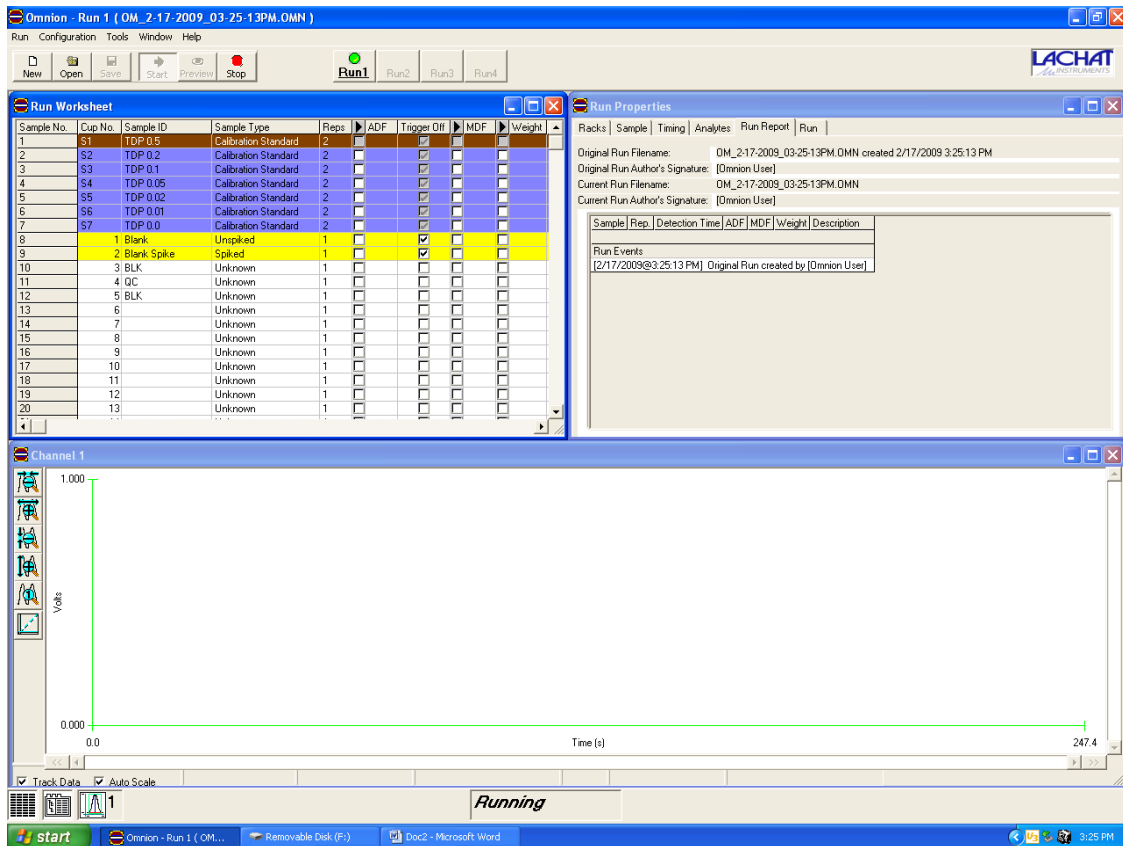 Omnion - Run 1 ( OM_2-17-2009_03-25-13PM.OMN )
Run Configuration Tools Window Help
New Open Save Start Preview Stop Run1 Run2 Run3 Run4
LACHAT
INSTRUMENTS
Run Worksheet
Sample No. Cup No. Sample ID Sample Type Reps ADF Trigger Off MDF Weight
1 S1 TDP 0.5 Calibration Standard 2
2 S2 TDP 0.2 Calibration Standard 2
3 S3 TDP 0.1 Calibration Standard 2
4 S4 TDP 0.05 Calibration Standard 2
5 S5 TDP 0.02 Calibration Standard 2
6 S6 TDP 0.01 Calibration Standard 2
7 S7 TDP 0.0 Calibration Standard 2
8 1 Blank Unspiked 1
9 2 Blank Spike Spiked 1
10 3 BLK Unknown 1
11 4 QC Unknown 1
12 5 BLK Unknown 1
13 6 Unknown 1
14 7 Unknown 1
15 8 Unknown 1
16 9 Unknown 1
17 10 Unknown 1
18 11 Unknown 1
19 12 Unknown 1
20 13 Unknown 1
Run Properties
Racks Sample Timing Analytes Run Report Run
Original Run Filename: OM_2-17-2009_03-25-13PM.OMN created 2/17/2009 3:25:13 PM
Original Run Author's Signature: [Omnion User]
Current Run Filename: OM_2-17-2009_03-25-13PM.OMN
Current Run Author's Signature: [Omnion User]
Sample Rep. Detection Time ADF MDF Weight Description
Run Events
[2/17/2009@3:25:13 PM] Original Run created by [Omnion User]
Channel 1
1.000
Volts
0.000
0.0 Time (s) 247.4
Track Data Auto Scale
1 Running
start Omnion - Run 1 ( OM... Removable Disk (F:) Doc2 - Microsoft Word 3:25 PM